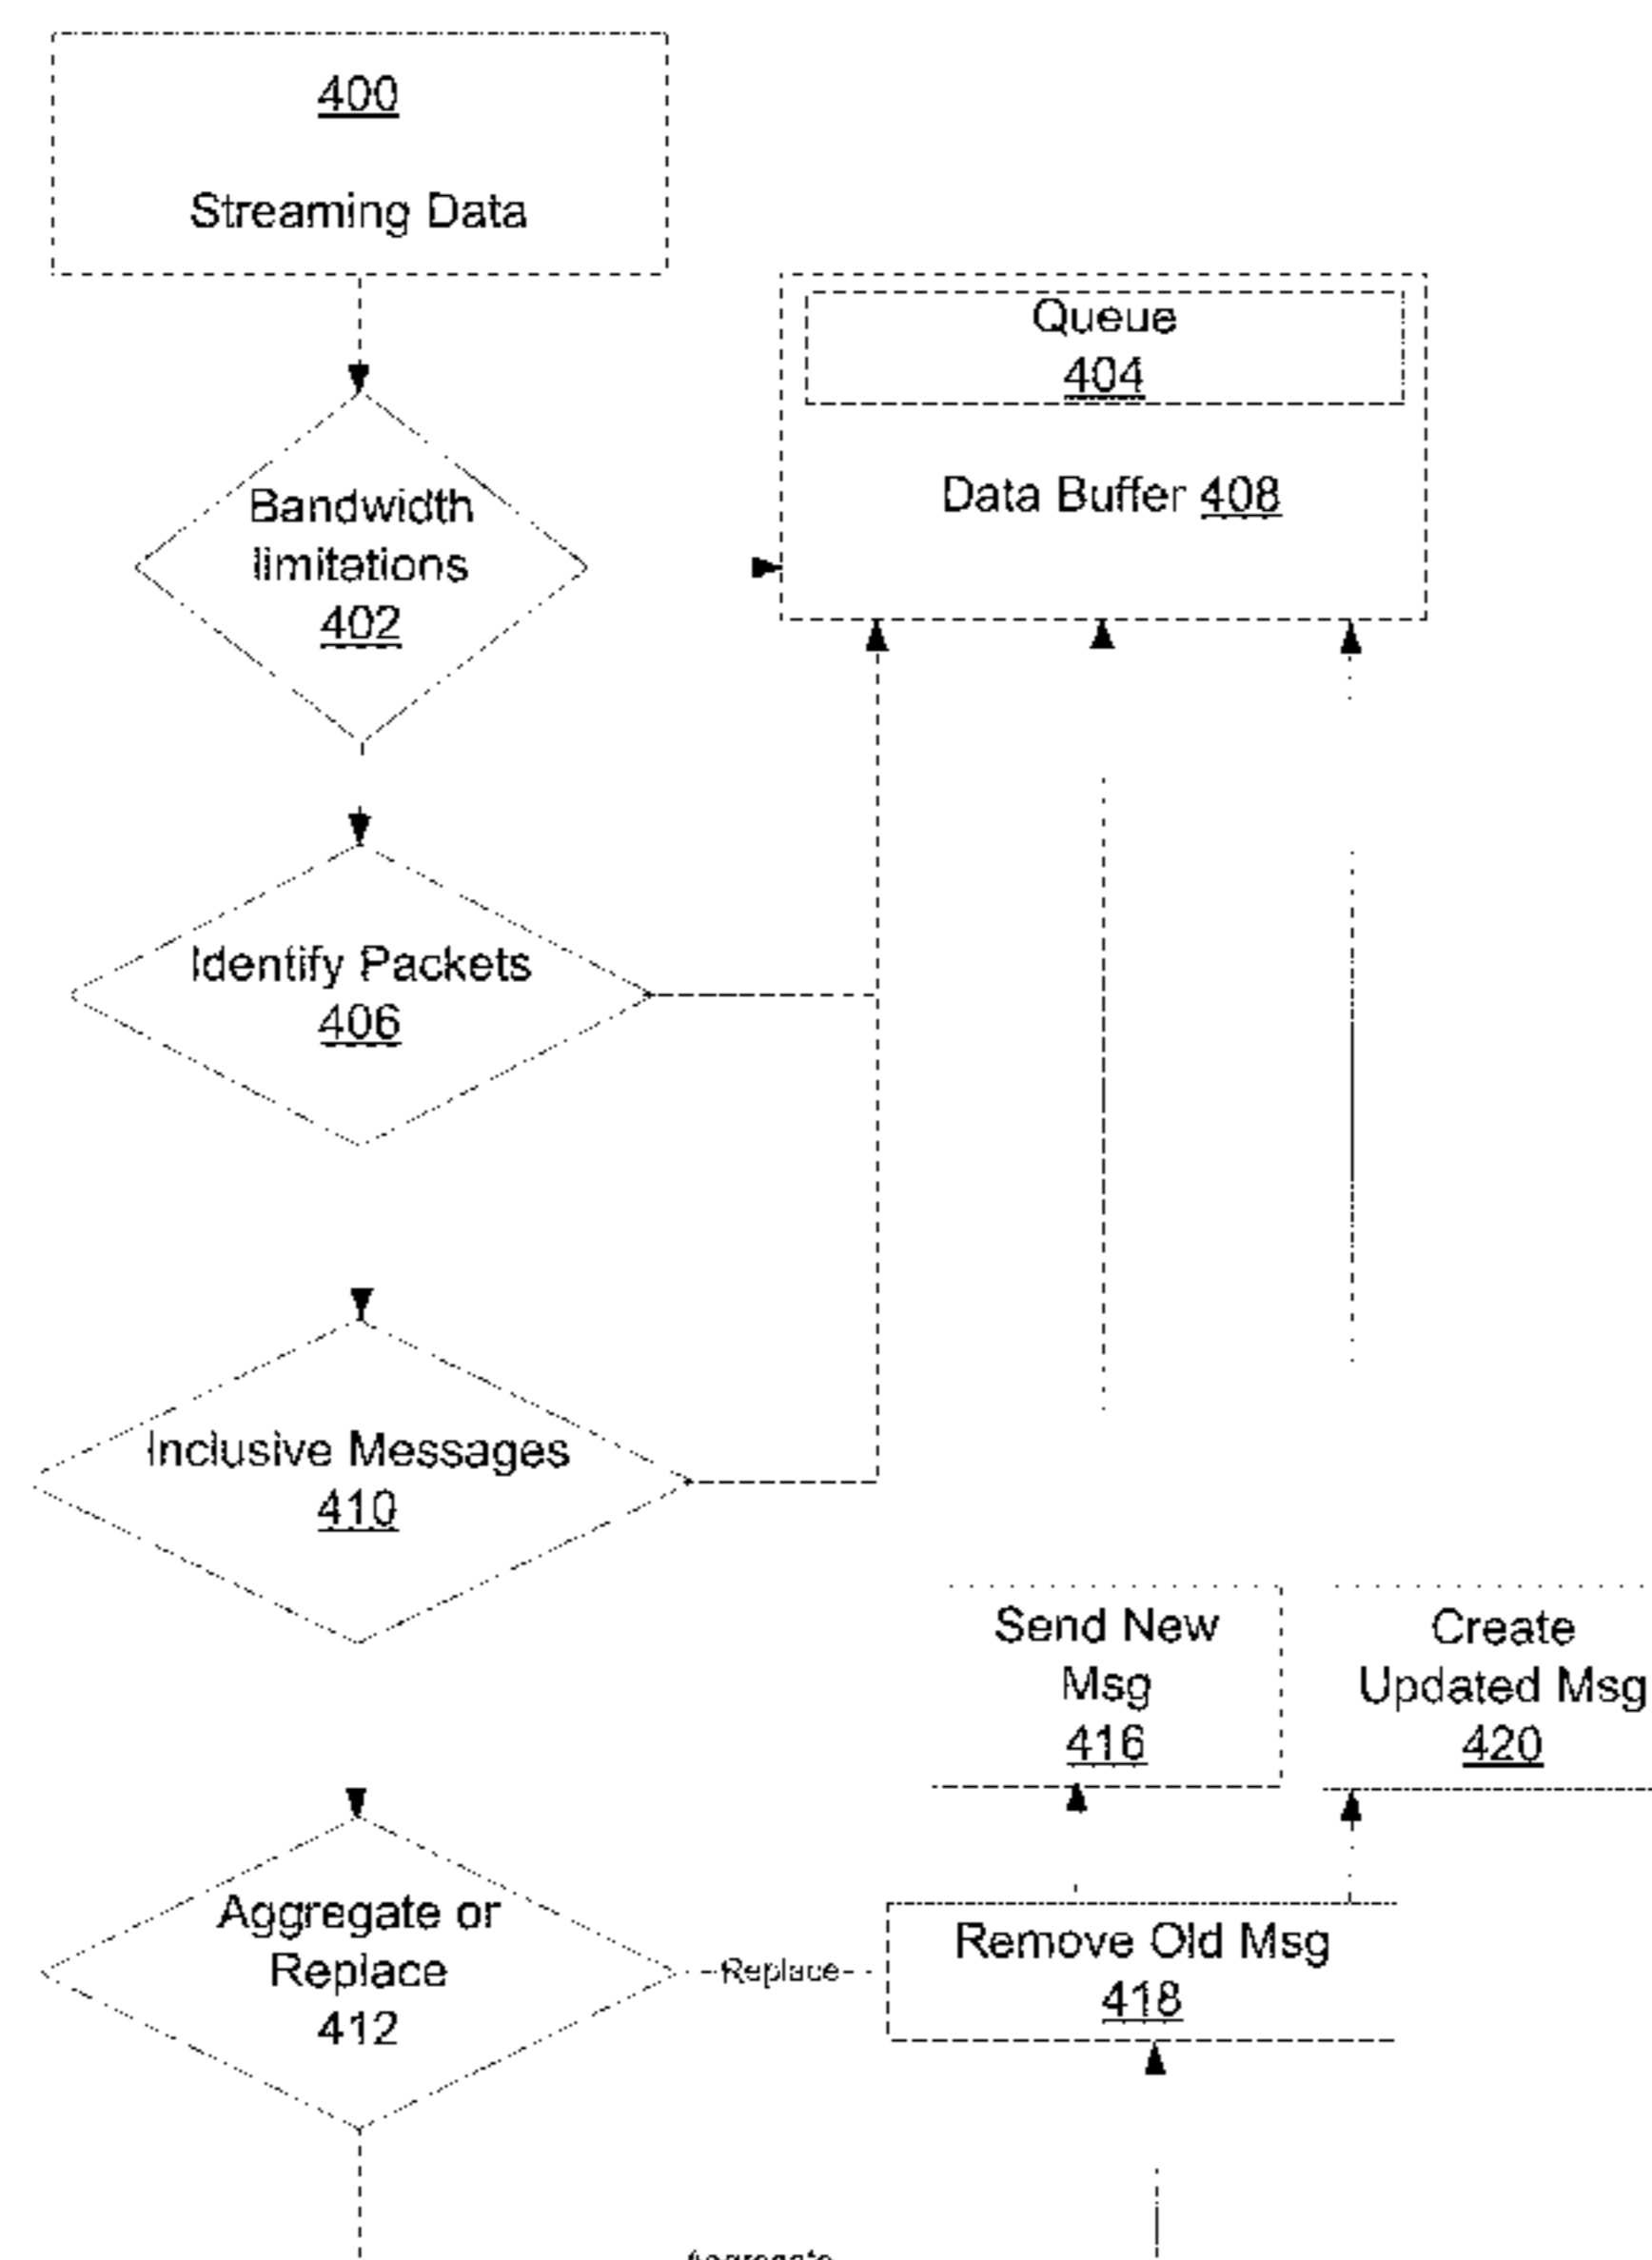 400
Streaming Data
Queue
404
Data Buffer 408
Bandwidth
limitations
402
Identify Packets
406
Inclusive Messages
410
Send New
Msg
416
Create
Updated Msg
420
Aggregate or
Replace
412
Replace
Remove Old Msg
418
Aggregate